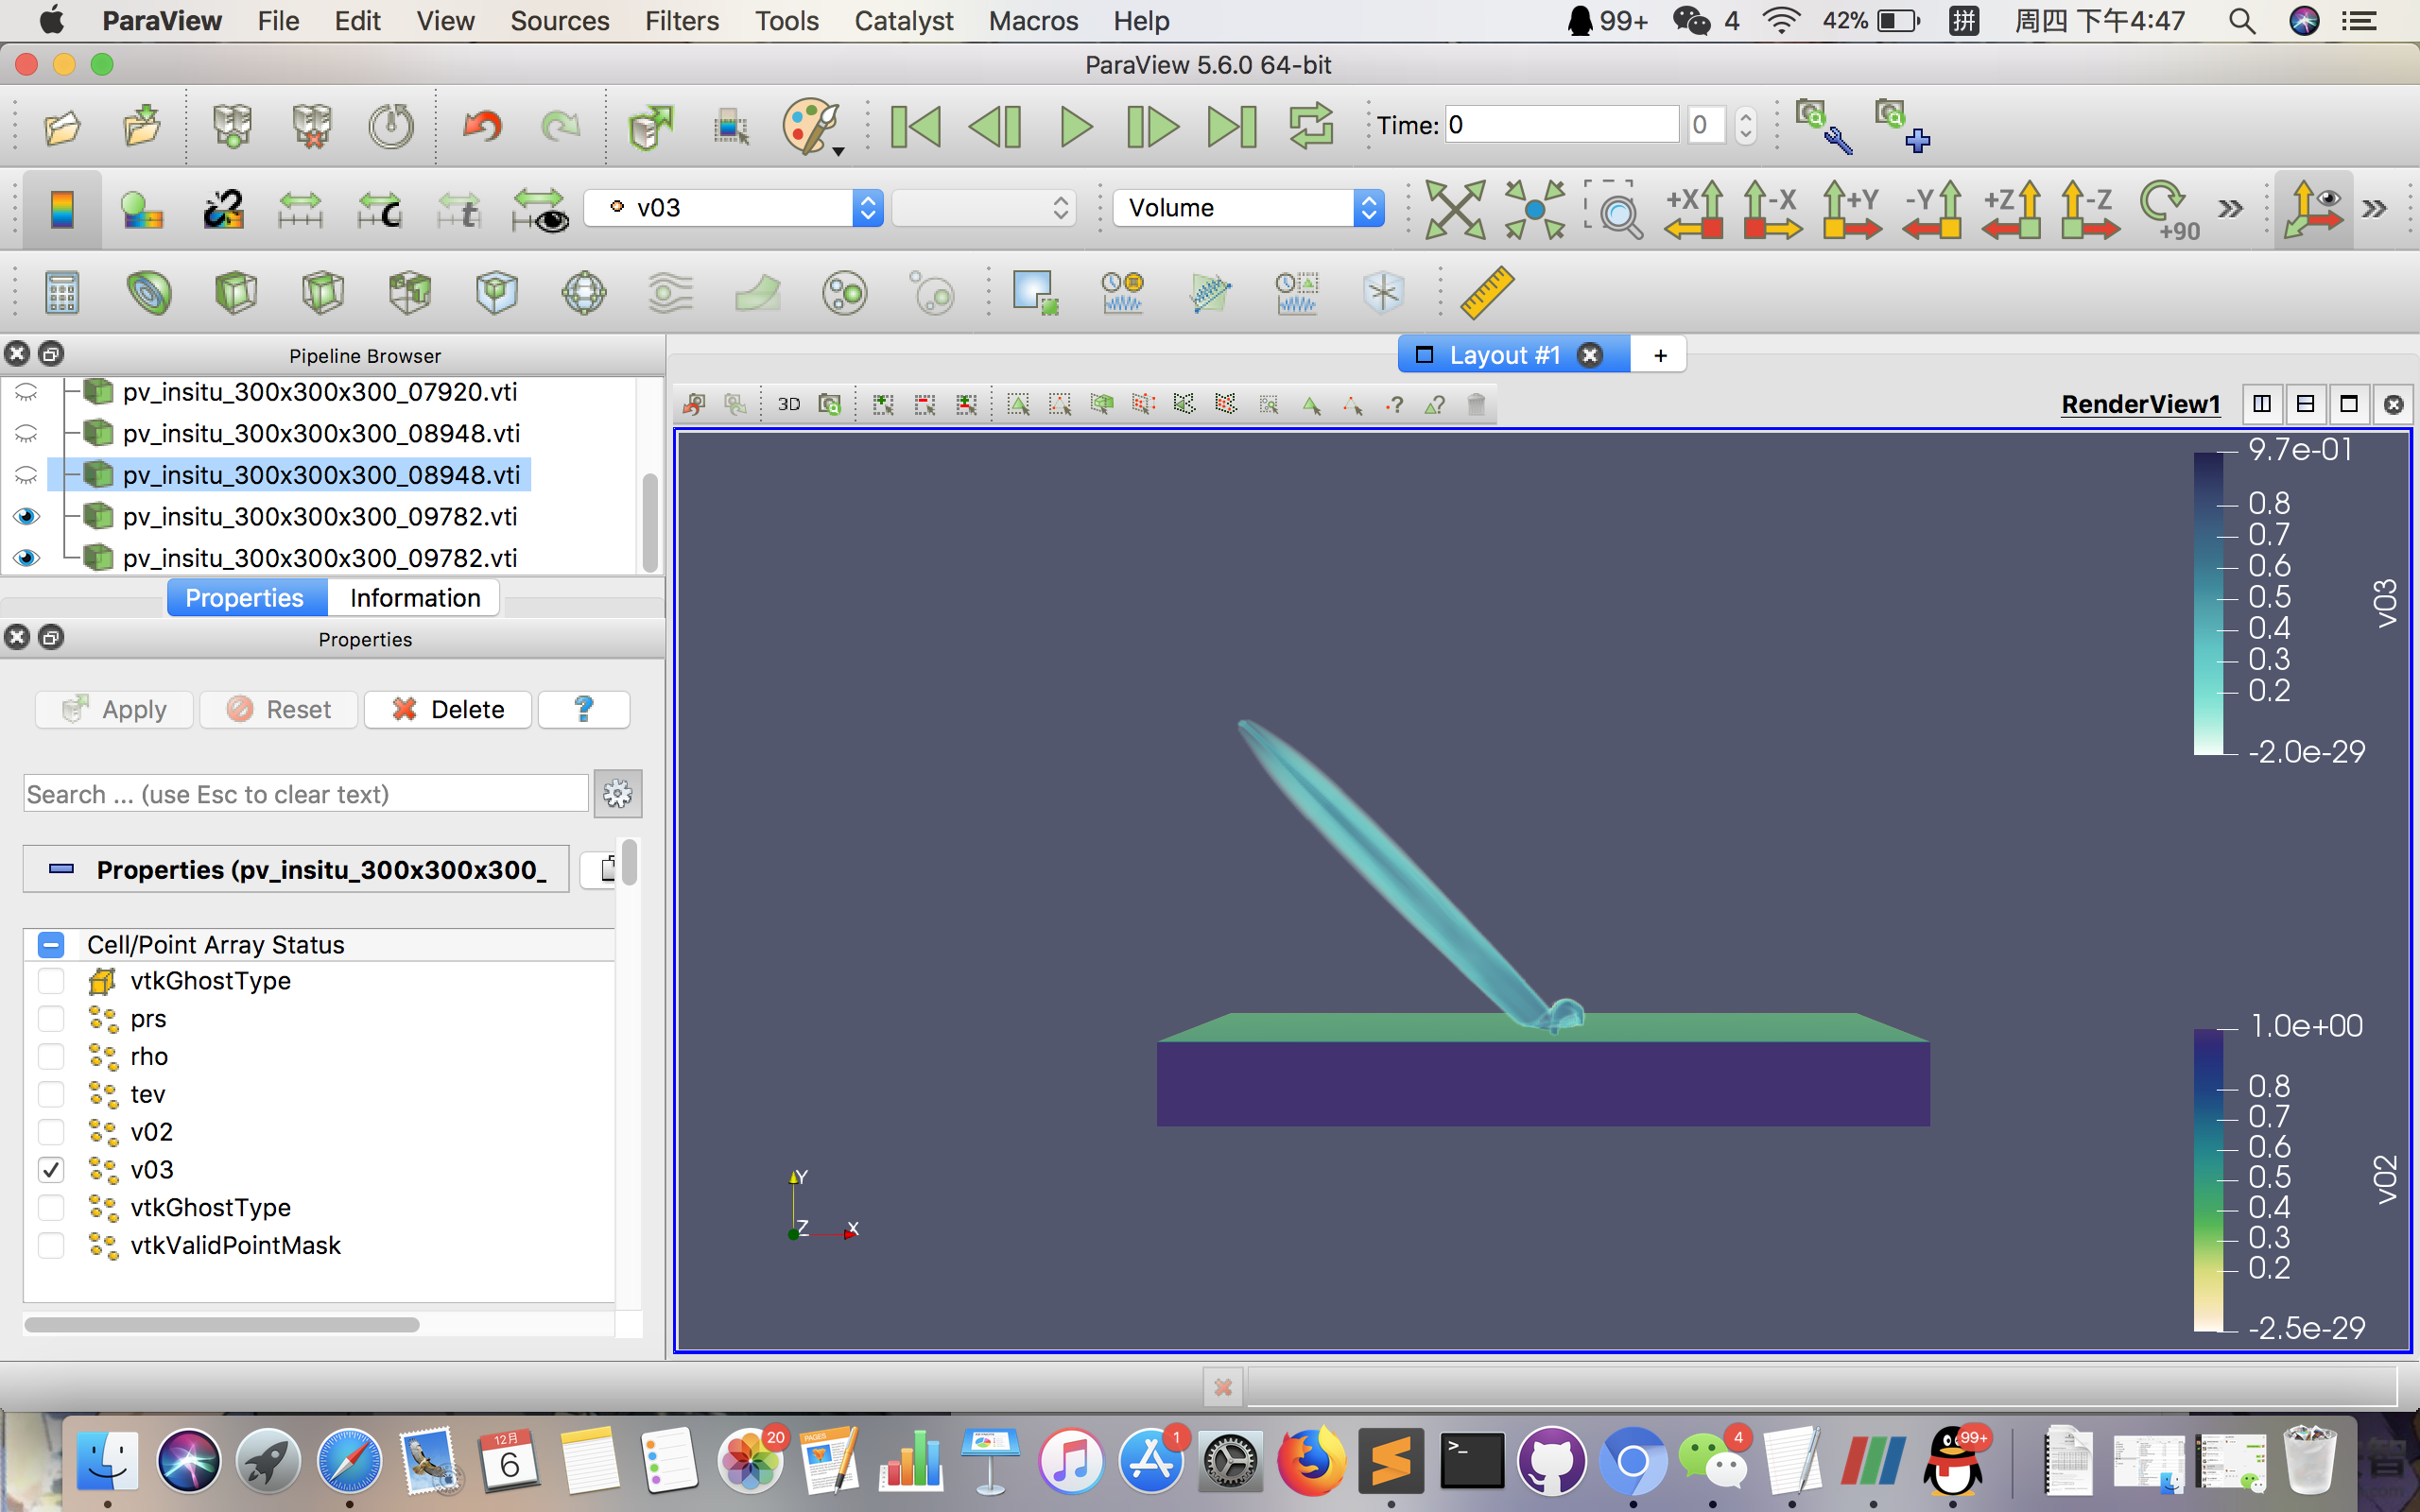 ParaView File Edit View Sources Filters Tools Catalyst Macros Help 99+ 4 42% 拼 周四 下午4:47
ParaView 5.6.0 64-bit
Time: 0 0
C t v03 Volume +X -X +Y -Y +Z -Z +90
Pipeline Browser
pv_insitu_300x300x300_07920.vti
pv_insitu_300x300x300_08948.vti
pv_insitu_300x300x300_08948.vti
pv_insitu_300x300x300_09782.vti
pv_insitu_300x300x300_09782.vti
Properties Information
Properties
Apply Reset Delete ?
Search ... (use Esc to clear text)
Properties (pv_insitu_300x300x300_
Cell/Point Array Status
vtkGhostType
prs
rho
tev
v02
v03
vtkGhostType
vtkValidPointMask
Layout #1 +
3D ? ? RenderView1
9.7e-01
0.8
0.7
0.6
0.5
0.4
0.3
0.2
-2.0e-29
v03
1.0e+00
0.8
0.7
0.6
0.5
0.4
0.3
0.2
-2.5e-29
v02
Y
Z X
12月
6
20
PAGES
1
>_
4
99+